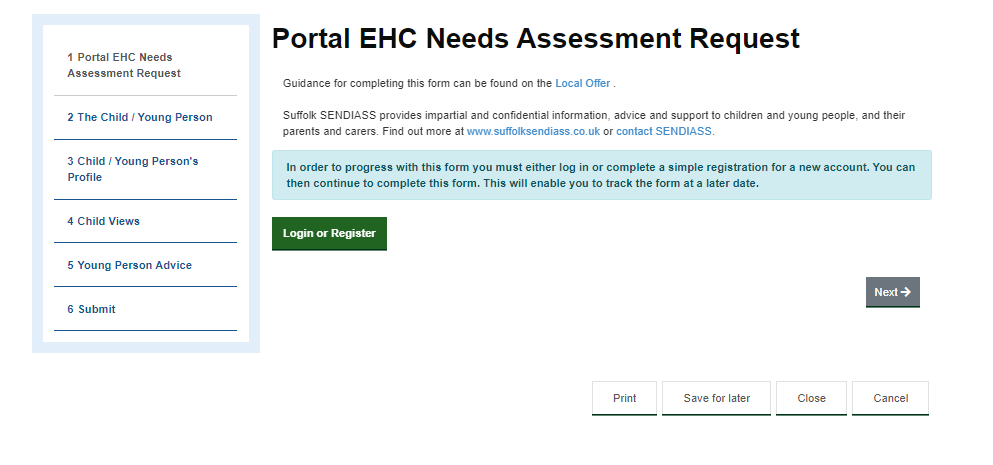 1 Portal EHC Needs
Assessment Request
2 The Child / Young Person
3 Child / Young Person's
Profile
4 Child Views
5 Young Person Advice
6 Submit
Portal EHC Needs Assessment Request
Guidance for completing this form can be found on the Local Offer .
Suffolk SENDIASS provides impartial and confidential information, advice and support to children and young people, and their
parents and carers. Find out more at www.suffolksendiass.co.uk or contact SENDIASS.
In order to progress with this form you must either log in or complete a simple registration for a new account. You can
then continue to complete this form. This will enable you to track the form at a later date.
Login or Register
Next →
Print
Save for later
Close
Cancel